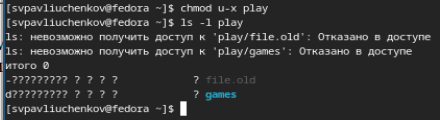 [svpavliuchenkov@fedora ~]$ chmod u-x play
[svpavliuchenkov@fedora ~]$ ls -l play
ls: невозможно получить доступ к 'play/file.old': Отказано в доступе
ls: невозможно получить доступ к 'play/games': Отказано в доступе
итого 0
-????????? ? ? ? ? ? file.old
d????????? ? ? ? ? ? games
[svpavliuchenkov@fedora ~]$